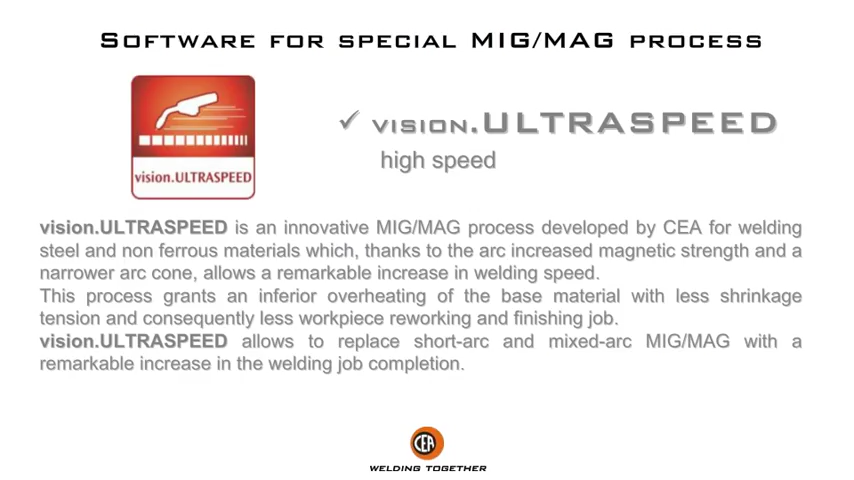 SOFTWARE FOR SPECIAL MIG/MAG PROCESS
vision.ULTRASPEED
✓ VISION.ULTRASPEED
high speed
vision.ULTRASPEED is an innovative MIG/MAG process developed by CEA for welding
steel and non ferrous materials which, thanks to the arc increased magnetic strength and a
narrower arc cone, allows a remarkable increase in welding speed.
This process grants an inferior overheating of the base material with less shrinkage
tension and consequently less workpiece reworking and finishing job.
vision.ULTRASPEED allows to replace short-arc and mixed-arc MIG/MAG with a
remarkable increase in the welding job completion.
CEA
WELDING TOGETHER